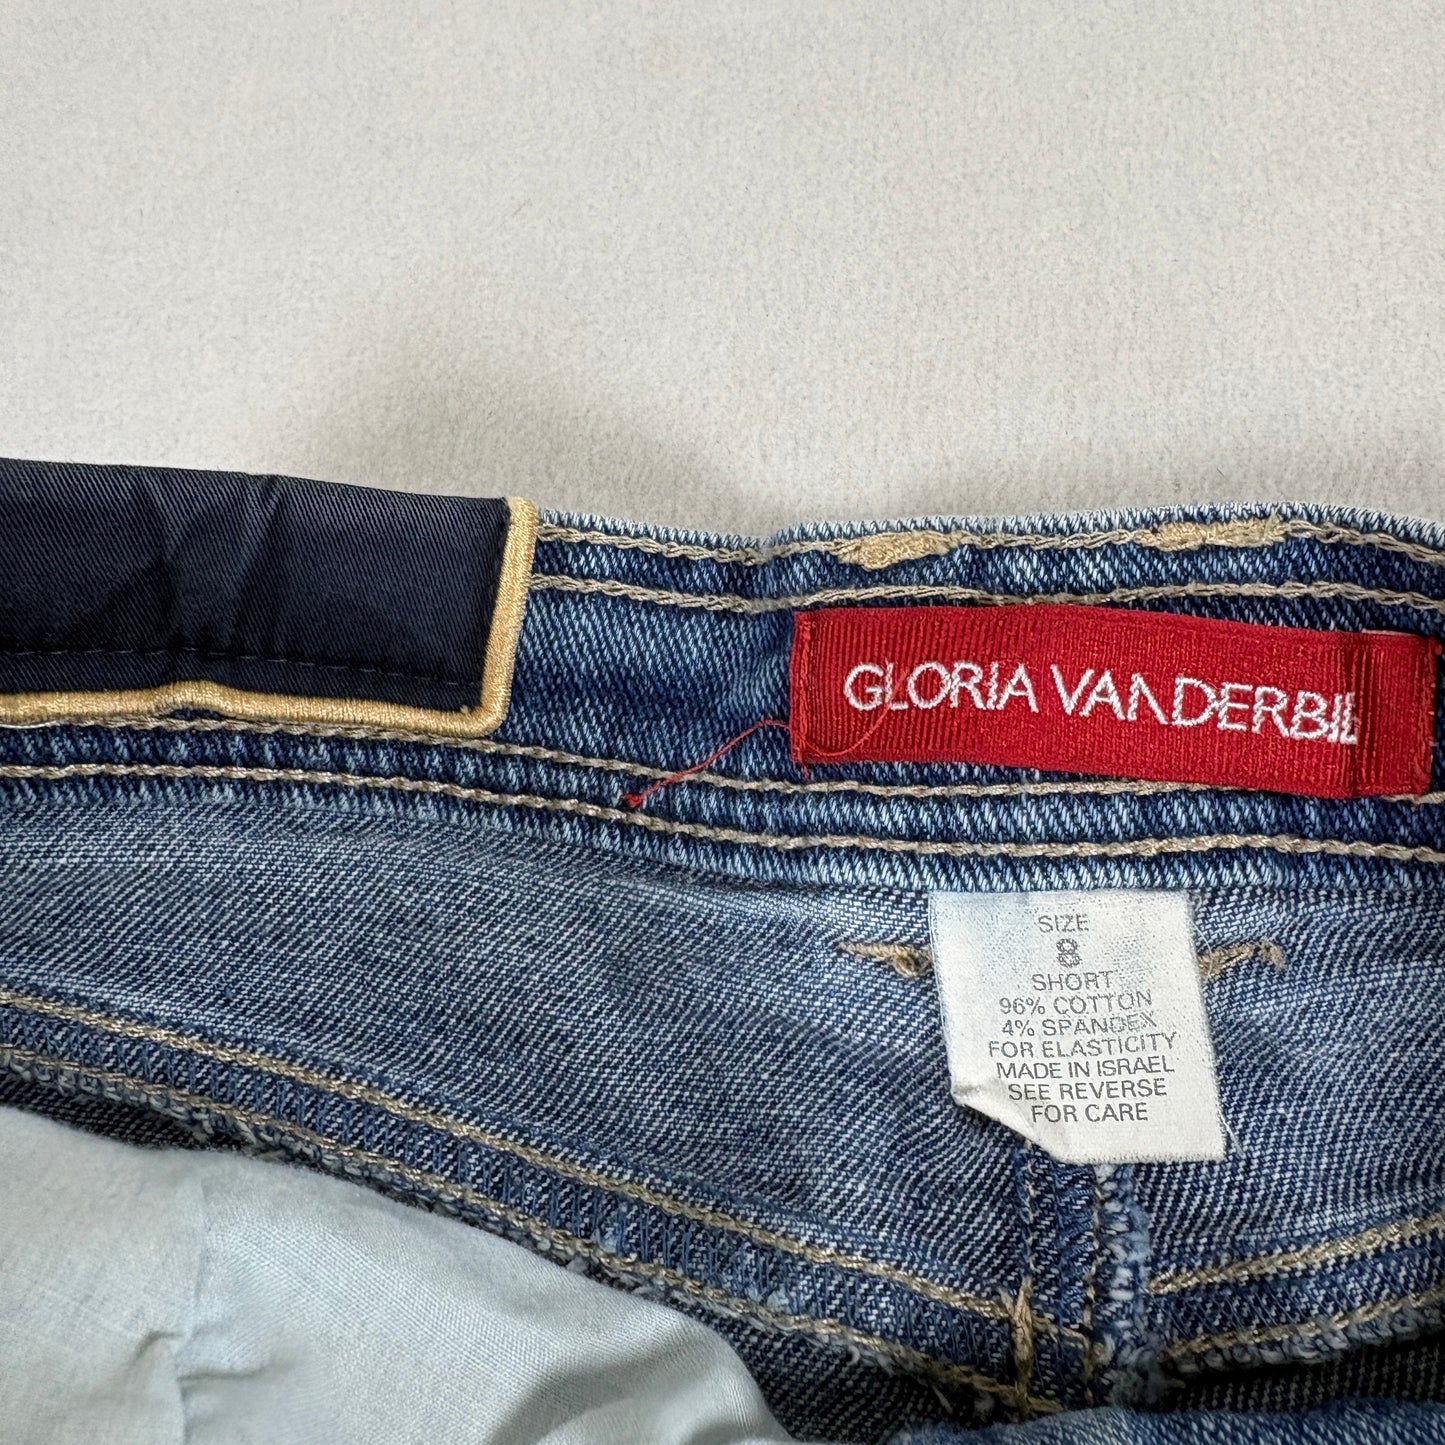 GLORIA VANDERBIL
SIZE
8
SHORT
96% COTTON
4% SPANDEX
FOR ELASTICITY
MADE IN ISRAEL
SEE REVERSE
FOR CARE